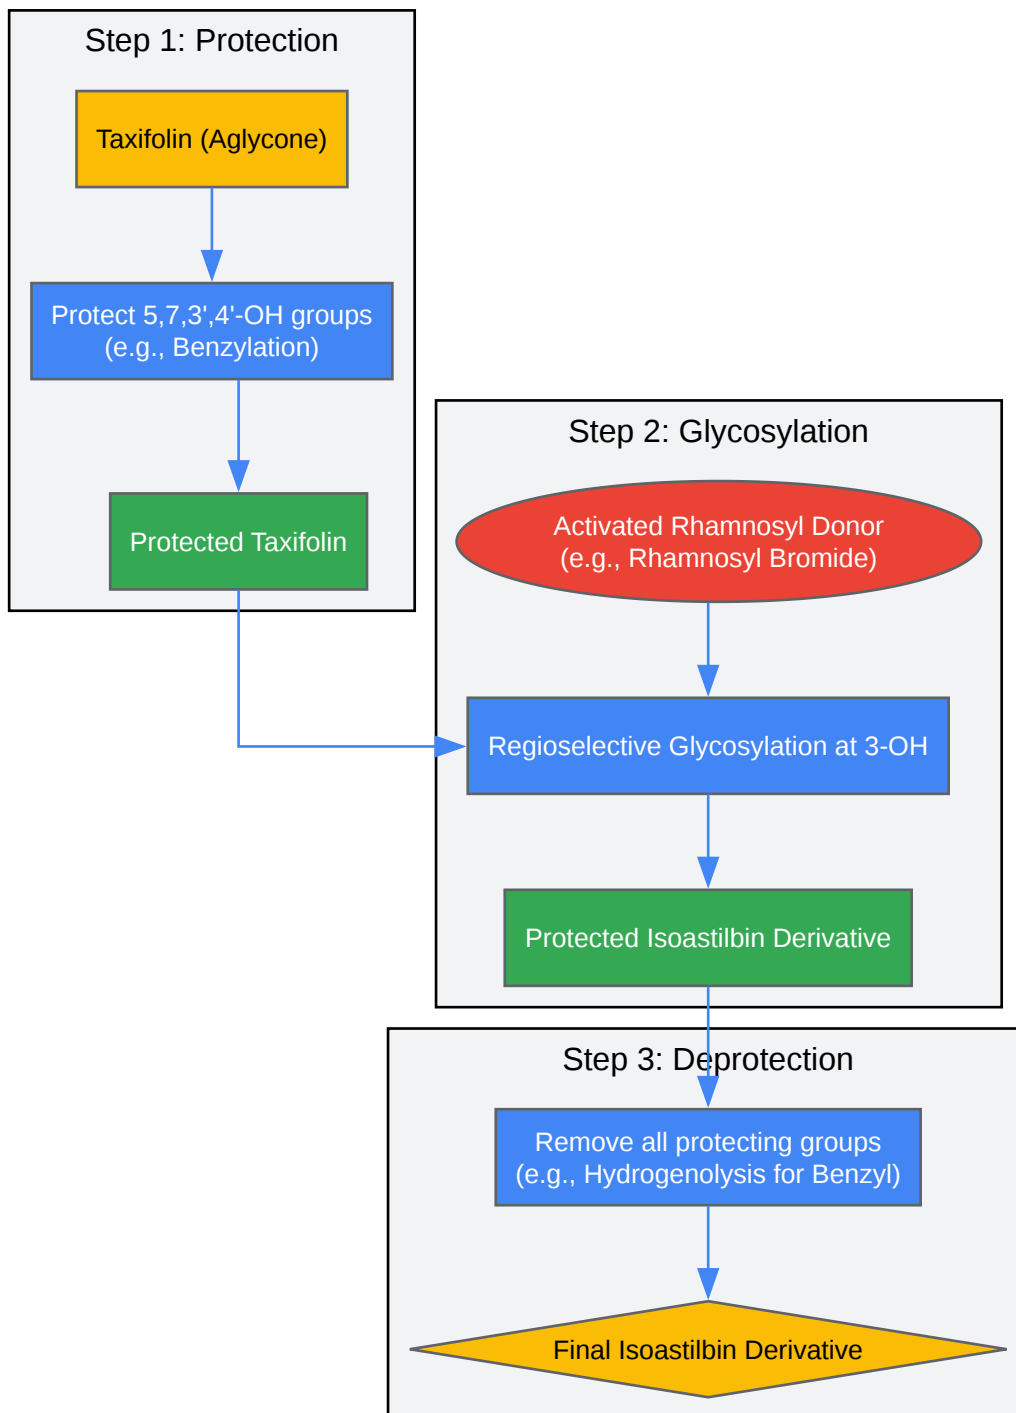 Step 1: Protection
Taxifolin (Aglycone)
Protect 5,7,3',4'-OH groups
(e.g., Benzylation)
Protected Taxifolin
Step 2: Glycosylation
Activated Rhamnosyl Donor
(e.g., Rhamnosyl Bromide)
Regioselective Glycosylation at 3-OH
Protected Isoastilbin Derivative
Step 3: Deprotection
Remove all protecting groups
(e.g., Hydrogenolysis for Benzyl)
Final Isoastilbin Derivative